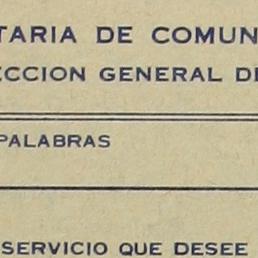 TARIA DE COMUN
ECCION GENERAL DE
PALABRAS
SERVICIO QUE DESEE